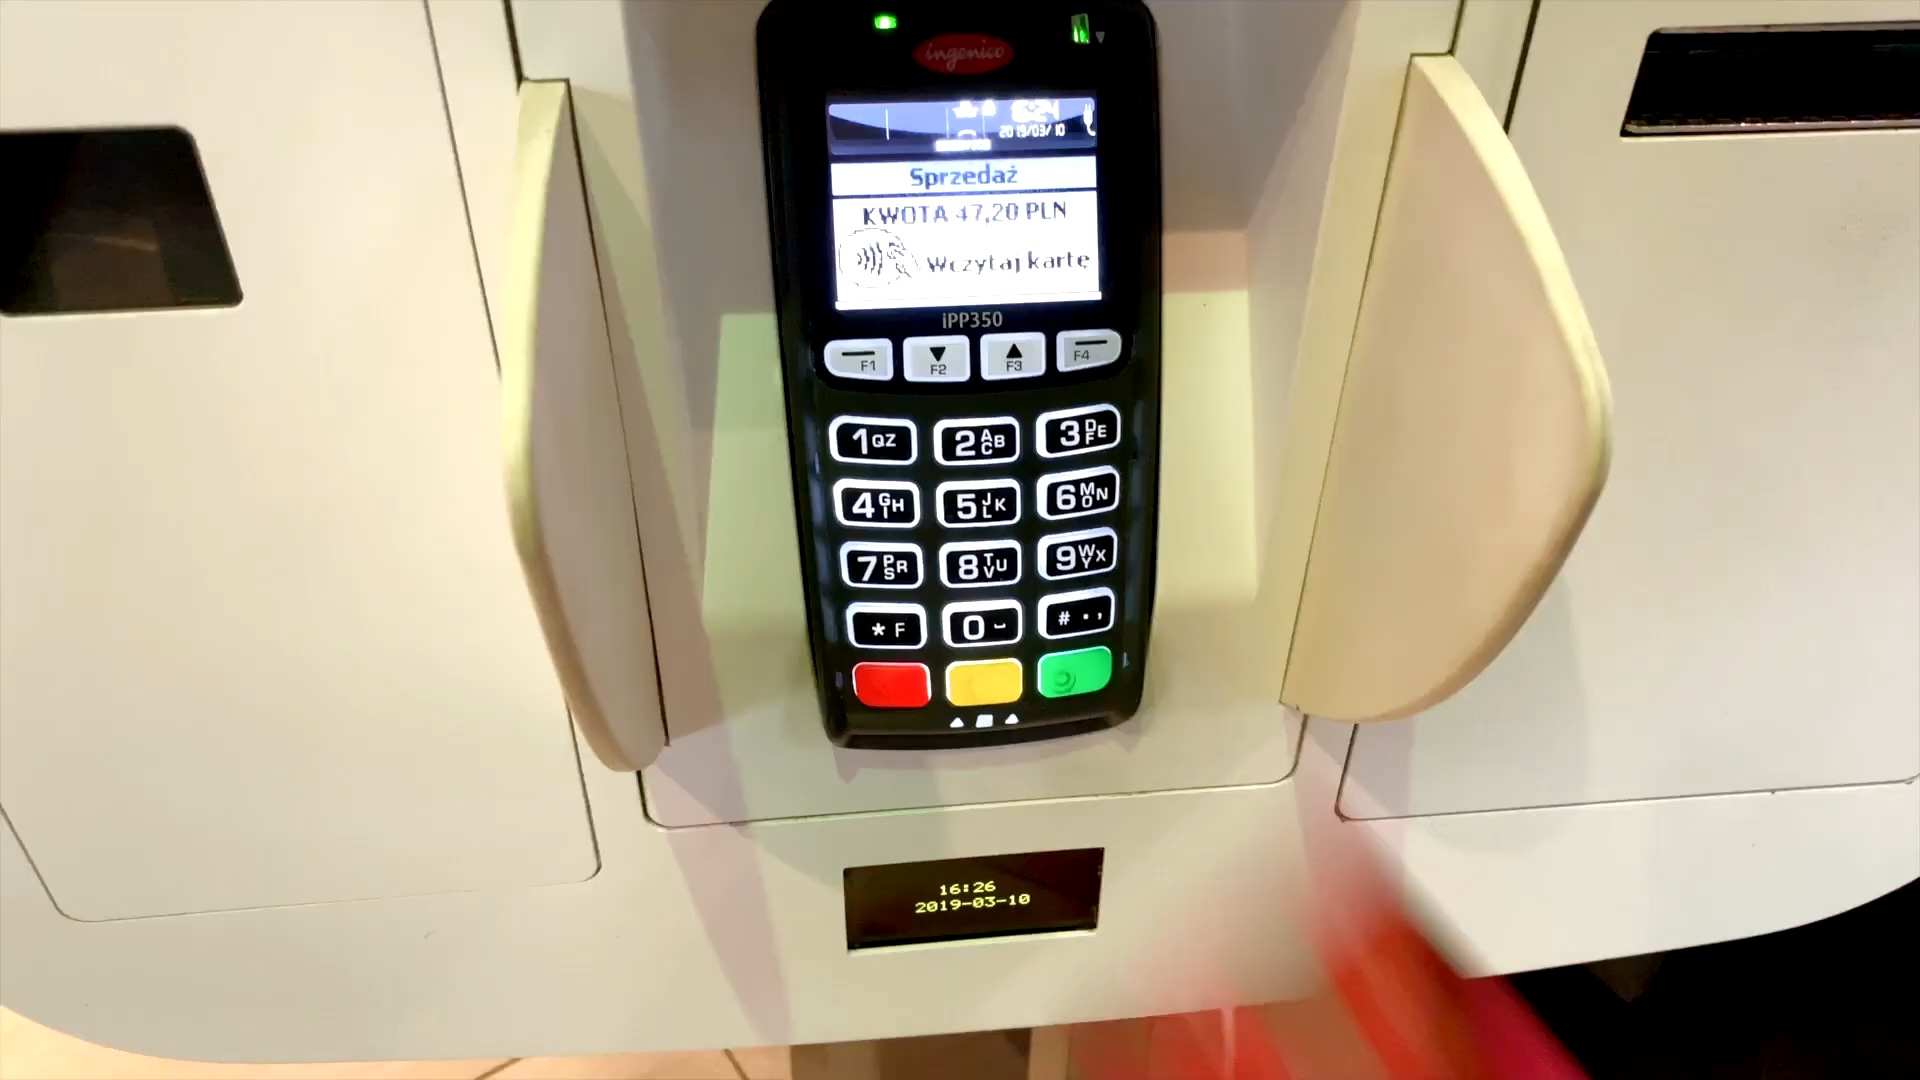 ingenico
2019/03/10
Sprzedaż
KWOTA 47,20 PLN
Wczytaj kartę
iPP350
F1 F2 F3 F4
1 QZ 2 ABC 3 DEF
4 GHI 5 JKL 6 MNO
7 PRS 8 TUV 9 WXY
* F 0 # . ,
16:26
2019-03-10